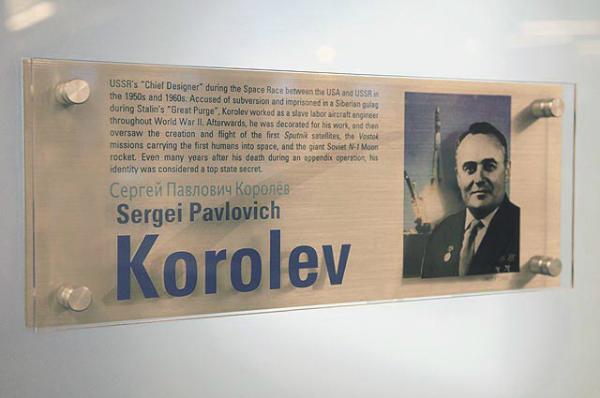 USSR's "Chief Designer" during the Space Race between the USA and USSR in
the 1950s and 1960s. Accused of subversion and imprisoned in a Siberian gulag
during Stalin's "Great Purge", Korolev worked as a slave labor aircraft engineer
throughout World War II. Afterwards, he was decorated for his work, and then
oversaw the creation and flight of the first Sputnik satellites, the Vostok
missions carrying the first humans into space, and the giant Soviet N-1 Moon
rocket. Even many years after his death during an appendix operation, his
identity was considered a top state secret.
Сергей Павлович Королёв
Sergei Pavlovich
Korolev